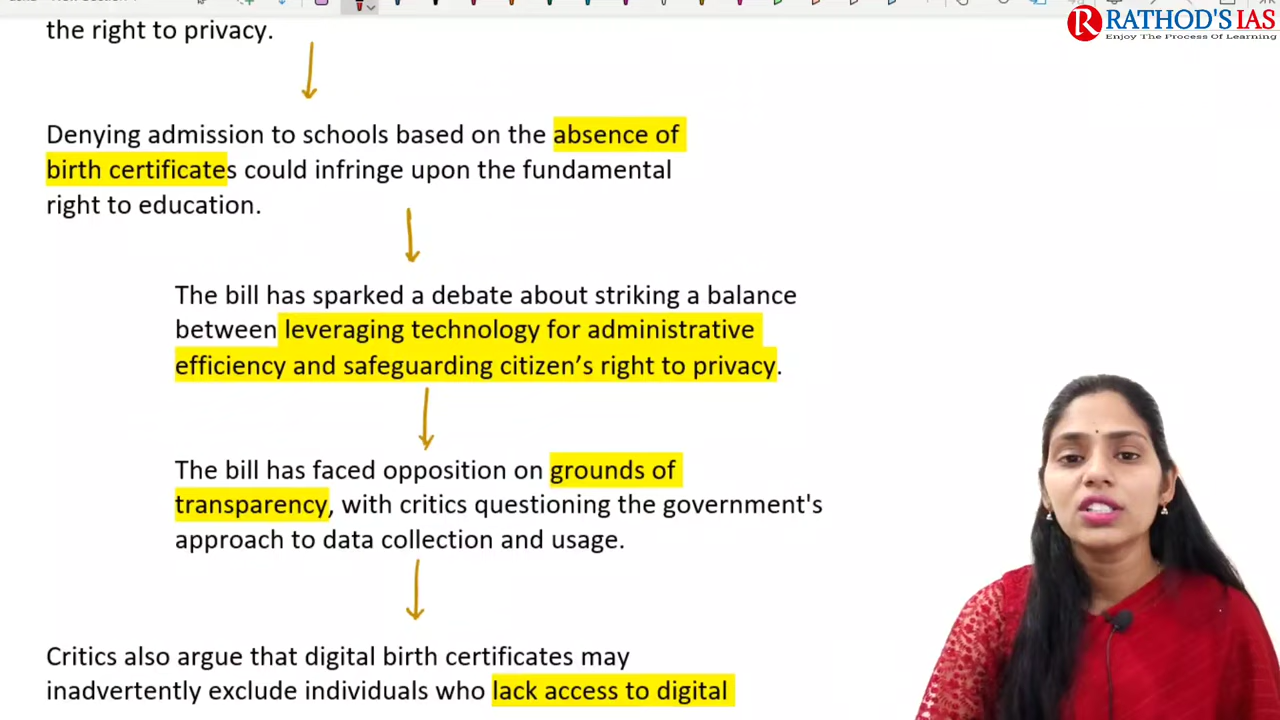 RATHOD'S IAS
Enjoy The Process Of Learning
the right to privacy.
Denying admission to schools based on the absence of
birth certificates could infringe upon the fundamental
right to education.
The bill has sparked a debate about striking a balance
between leveraging technology for administrative
efficiency and safeguarding citizen’s right to privacy.
The bill has faced opposition on grounds of
transparency, with critics questioning the government's
approach to data collection and usage.
Critics also argue that digital birth certificates may
inadvertently exclude individuals who lack access to digital